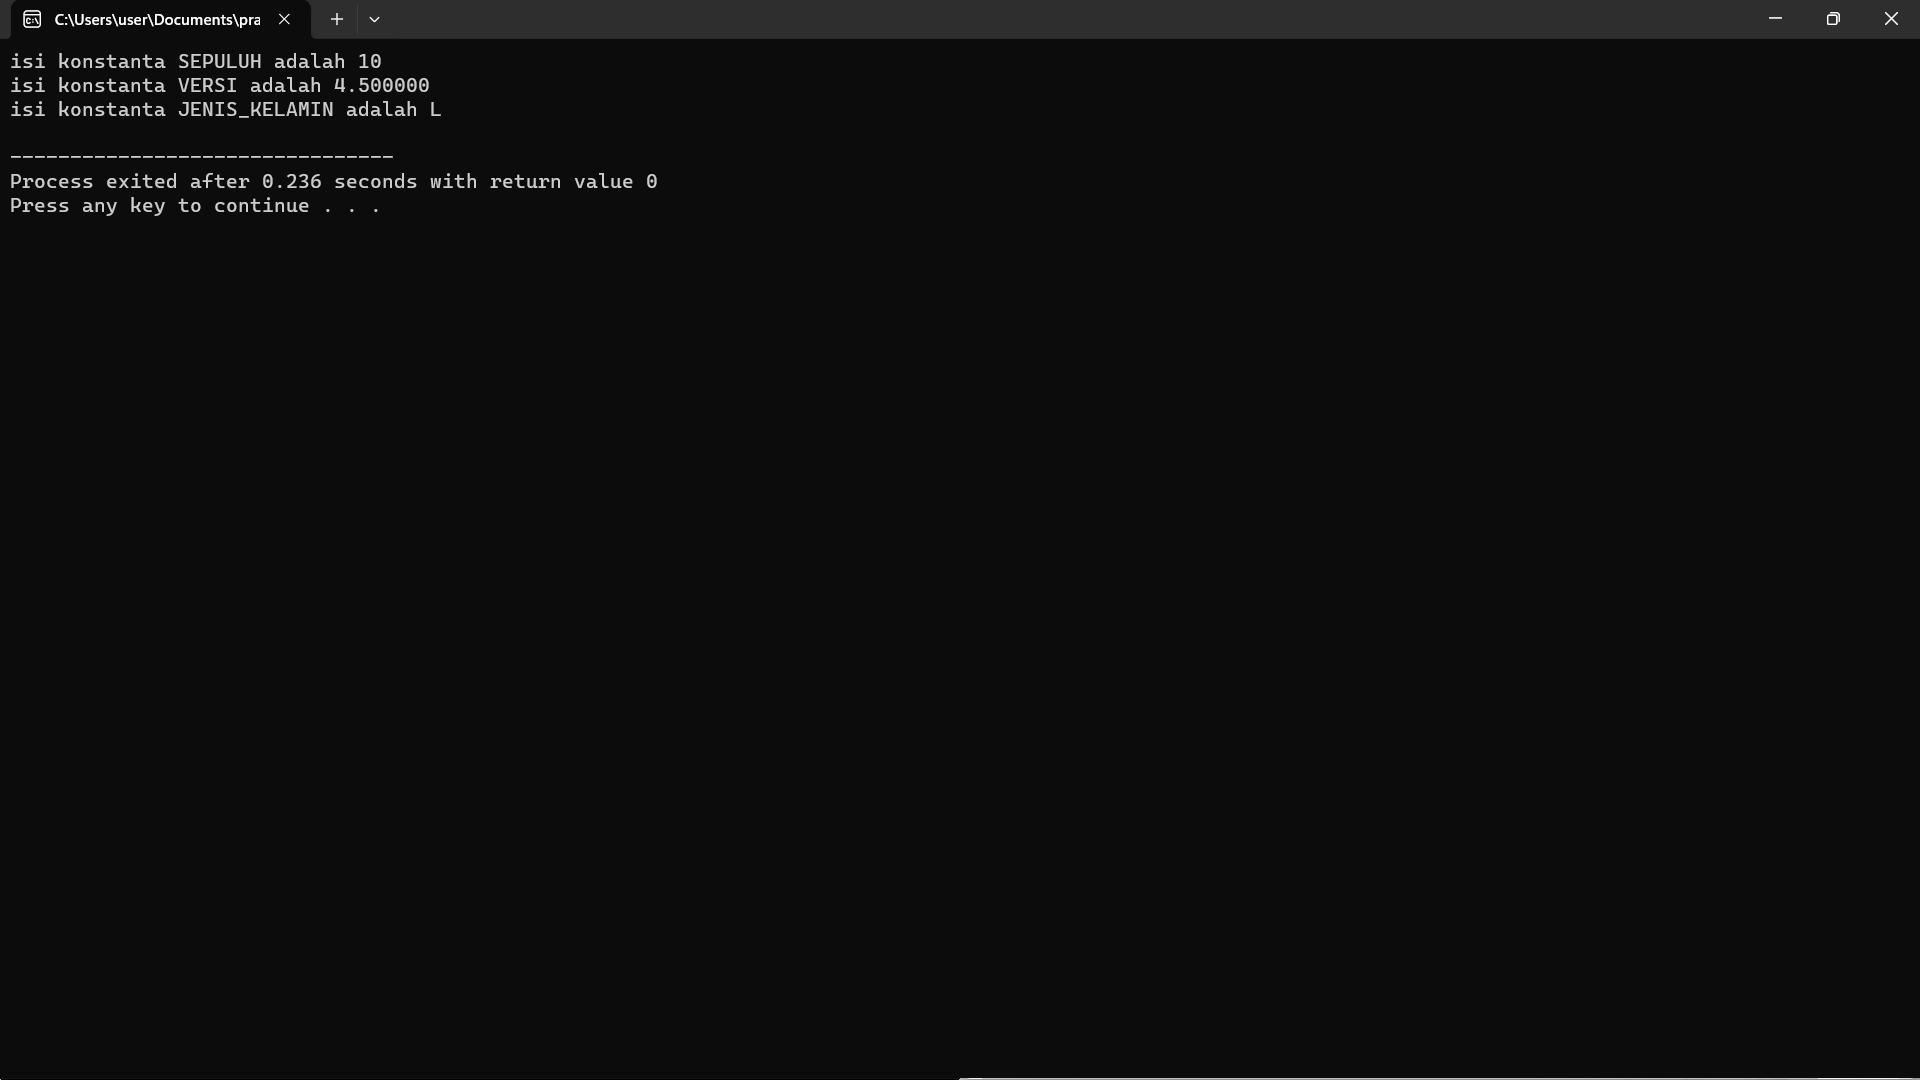 C:\Users\user\Documents\pra
isi konstanta SEPULUH adalah 10
isi konstanta VERSI adalah 4.500000
isi konstanta JENIS_KELAMIN adalah L
--------------------------------
Process exited after 0.236 seconds with return value 0
Press any key to continue . . .